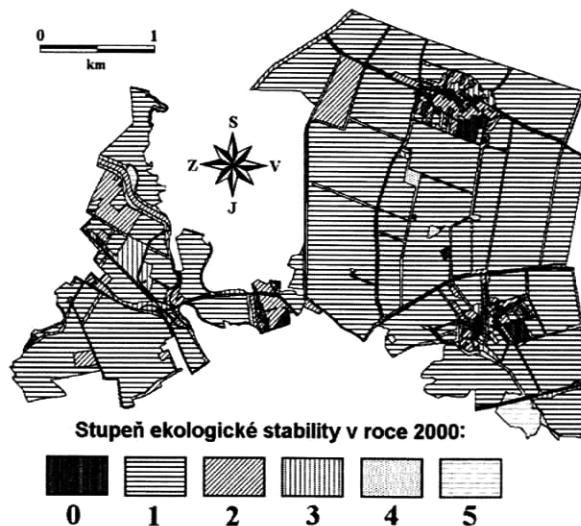 0 1
km
S
Z V
J
Stupeň ekologické stability v roce 2000:
0 1 2 3 4 5